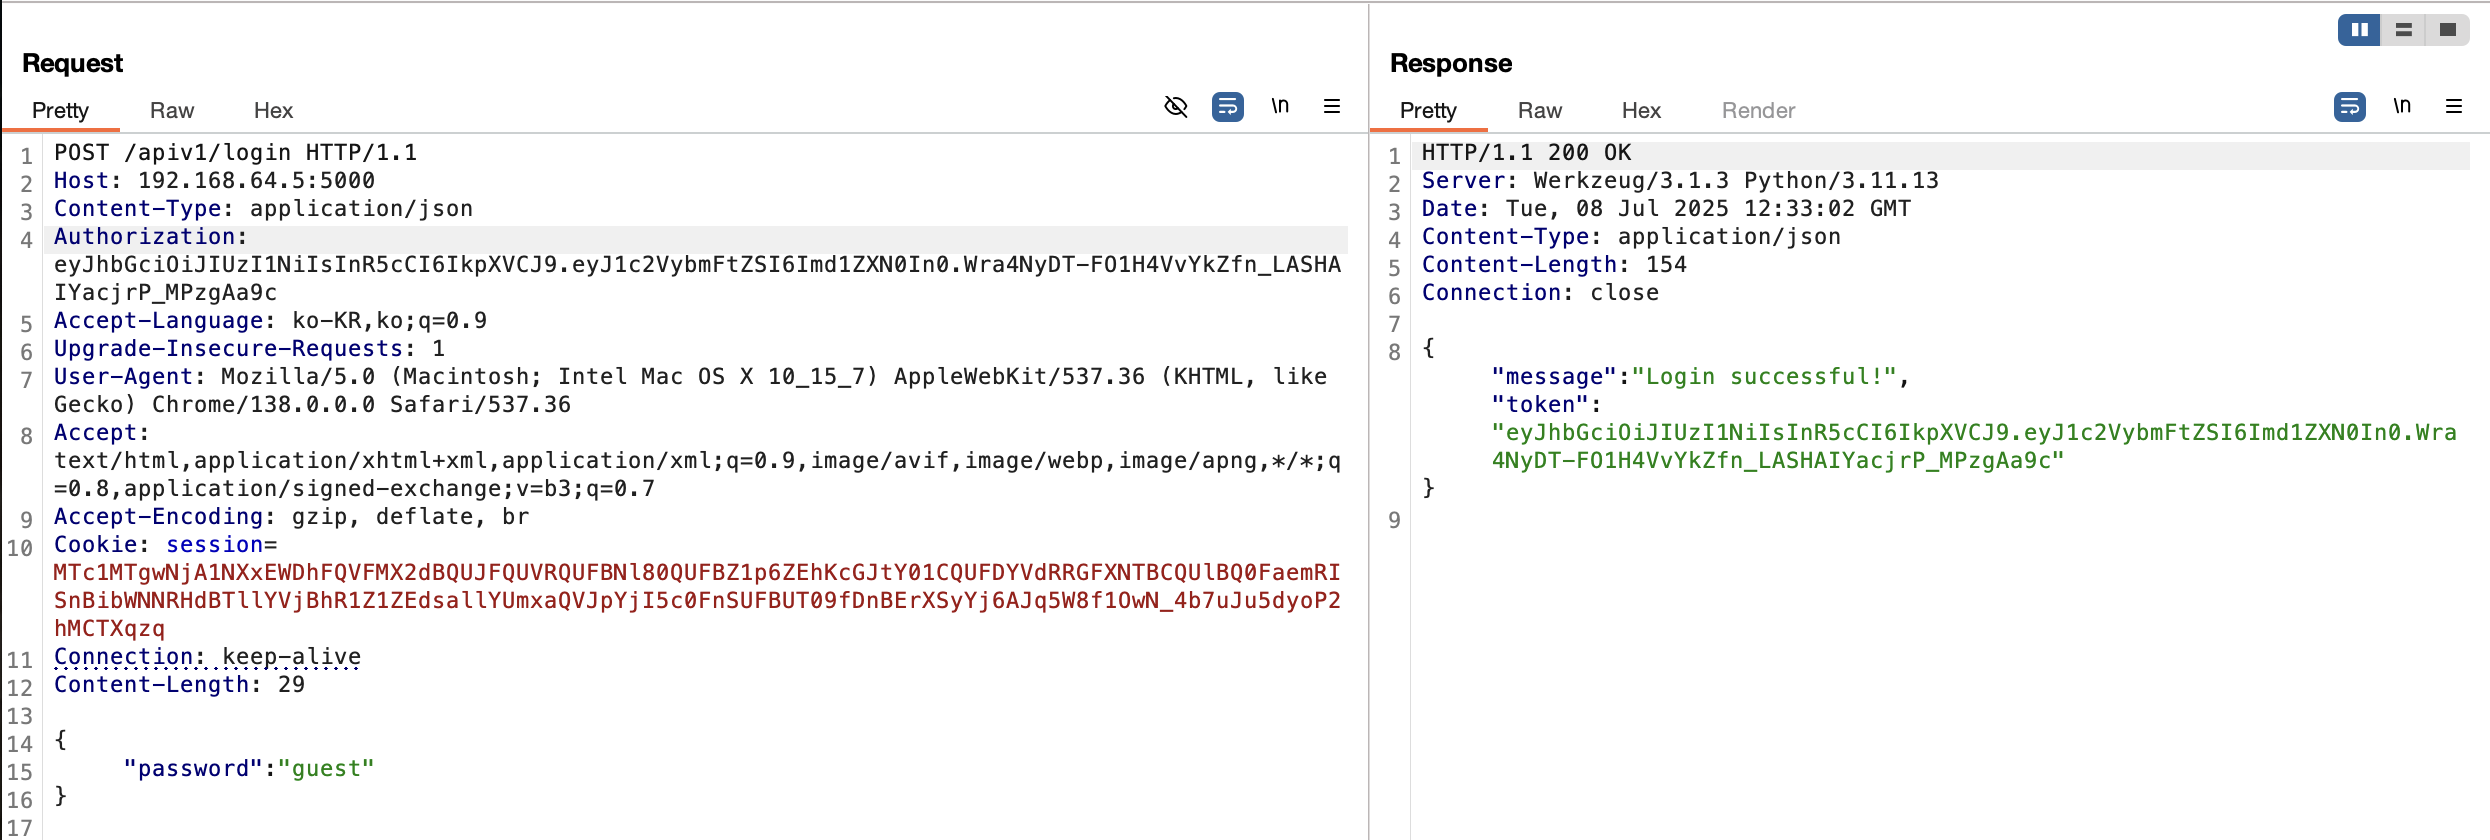 Request
Pretty Raw Hex \n
1 POST /apiv1/login HTTP/1.1
2 Host: 192.168.64.5:5000
3 Content-Type: application/json
4 Authorization:
eyJhbGciOiJIUzI1NiIsInR5cCI6IkpXVCJ9.eyJ1c2VybmFtZSI6Imd1ZXN0In0.Wra4NyDT-FO1H4VvYkZfn_LASHA
IYacjrP_MPzgAa9c
5 Accept-Language: ko-KR,ko;q=0.9
6 Upgrade-Insecure-Requests: 1
7 User-Agent: Mozilla/5.0 (Macintosh; Intel Mac OS X 10_15_7) AppleWebKit/537.36 (KHTML, like
Gecko) Chrome/138.0.0.0 Safari/537.36
8 Accept:
text/html,application/xhtml+xml,application/xml;q=0.9,image/avif,image/webp,image/apng,*/*;q
=0.8,application/signed-exchange;v=b3;q=0.7
9 Accept-Encoding: gzip, deflate, br
10 Cookie: session=
MTc1MTgwNjA1NXxEWDhFQVFMX2dBQUJFQUVRQUFBNl80QUFBZ1p6ZEhKcGJtY01CQUFDYVdRRGFXNTBCQUlBQ0FaemRI
SnBibWNNRHdBTllYVjBhR1Z1ZEdsallYUmxaQVJpYjI5c0FnSUFBUT09fDnBErXSyYj6AJq5W8f1OwN_4b7uJu5dyoP2
hMCTXqzq
11 Connection: keep-alive
12 Content-Length: 29
13
14 {
15 "password":"guest"
16 }
17
Response
Pretty Raw Hex Render \n
1 HTTP/1.1 200 OK
2 Server: Werkzeug/3.1.3 Python/3.11.13
3 Date: Tue, 08 Jul 2025 12:33:02 GMT
4 Content-Type: application/json
5 Content-Length: 154
6 Connection: close
7
8 {
"message":"Login successful!",
"token":
"eyJhbGciOiJIUzI1NiIsInR5cCI6IkpXVCJ9.eyJ1c2VybmFtZSI6Imd1ZXN0In0.Wra
4NyDT-FO1H4VvYkZfn_LASHAIYacjrP_MPzgAa9c"
}
9